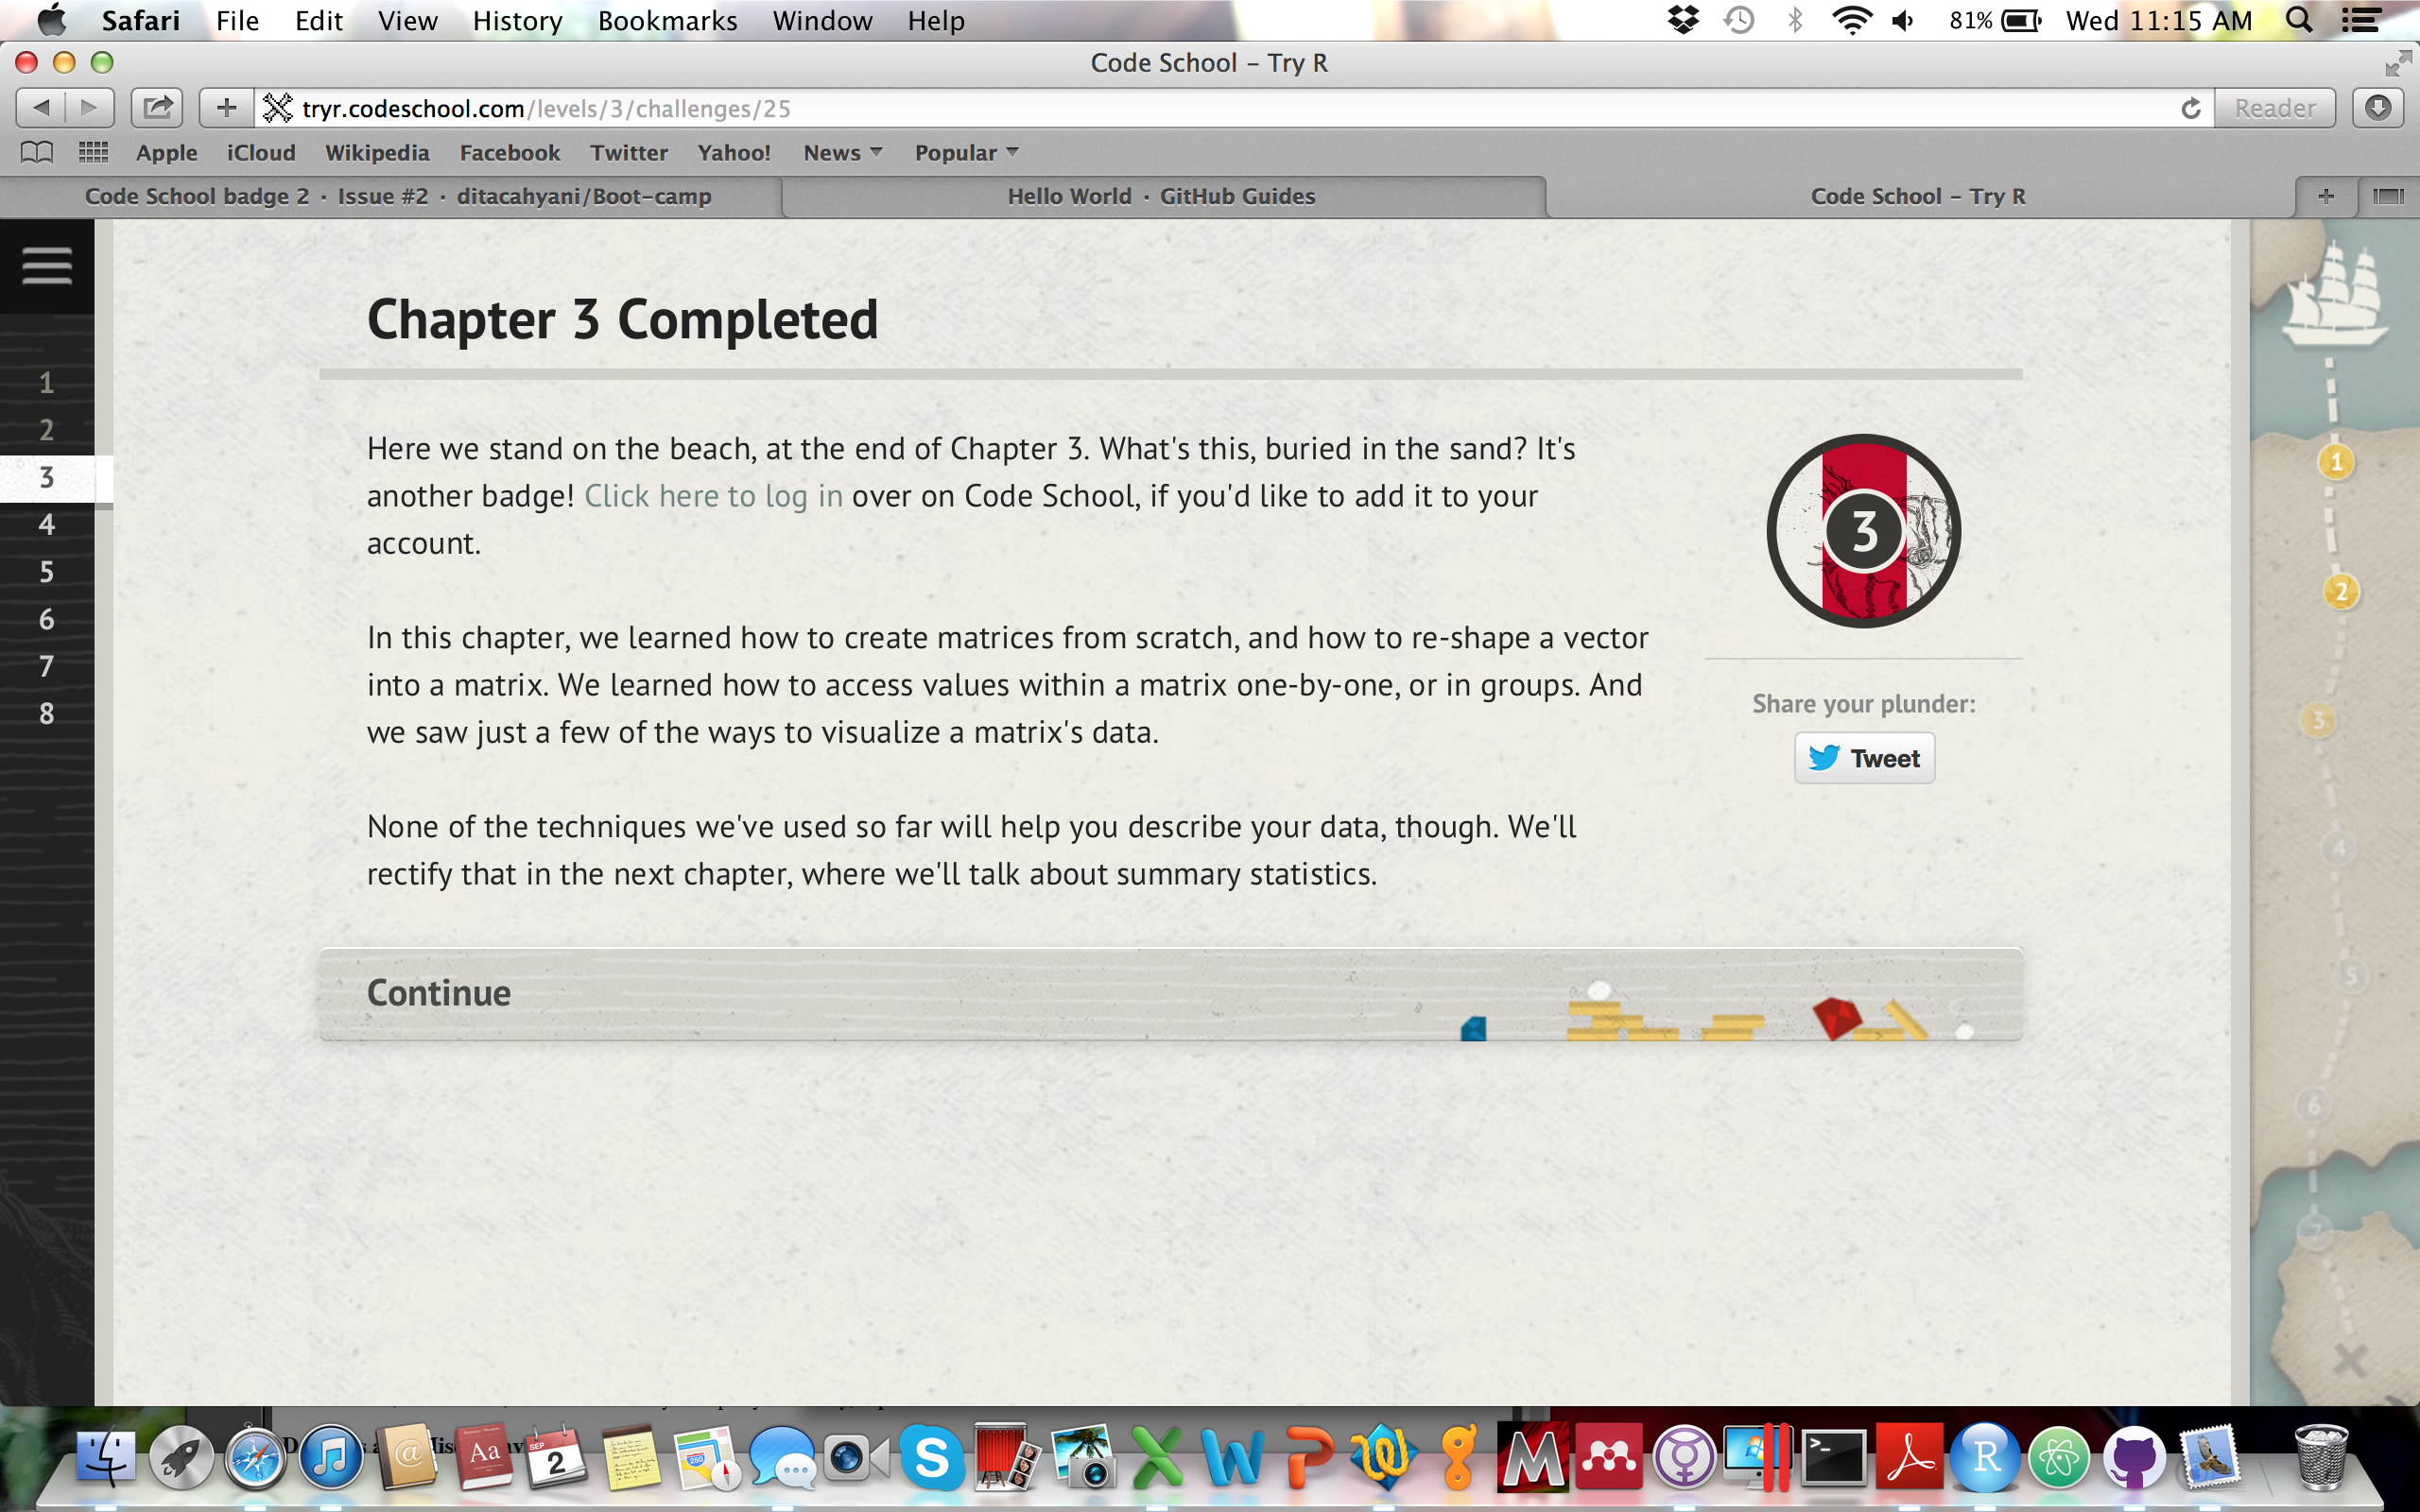 Safari File Edit View History Bookmarks Window Help 81% Wed 11:15 AM
Code School – Try R
tryr.codeschool.com/levels/3/challenges/25 Reader
Apple iCloud Wikipedia Facebook Twitter Yahoo! News Popular
Code School badge 2 · Issue #2 · ditacahyani/Boot-camp Hello World · GitHub Guides Code School – Try R
Chapter 3 Completed
1
2
3
4
5
6
7
8
Here we stand on the beach, at the end of Chapter 3. What's this, buried in the sand? It's
another badge! Click here to log in over on Code School, if you'd like to add it to your
account.
In this chapter, we learned how to create matrices from scratch, and how to re-shape a vector
into a matrix. We learned how to access values within a matrix one-by-one, or in groups. And
we saw just a few of the ways to visualize a matrix's data.
None of the techniques we've used so far will help you describe your data, though. We'll
rectify that in the next chapter, where we'll talk about summary statistics.
3
Share your plunder:
Tweet
Continue
1
2
3
4
5
6
7
SEP
2